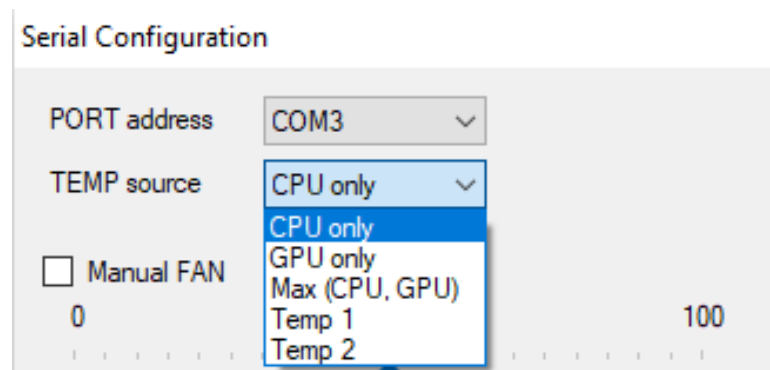 Serial Configuration
PORT address COM3
TEMP source CPU only
CPU only
GPU only
Manual FAN
Max (CPU, GPU)
0 Temp 1 100
Temp 2